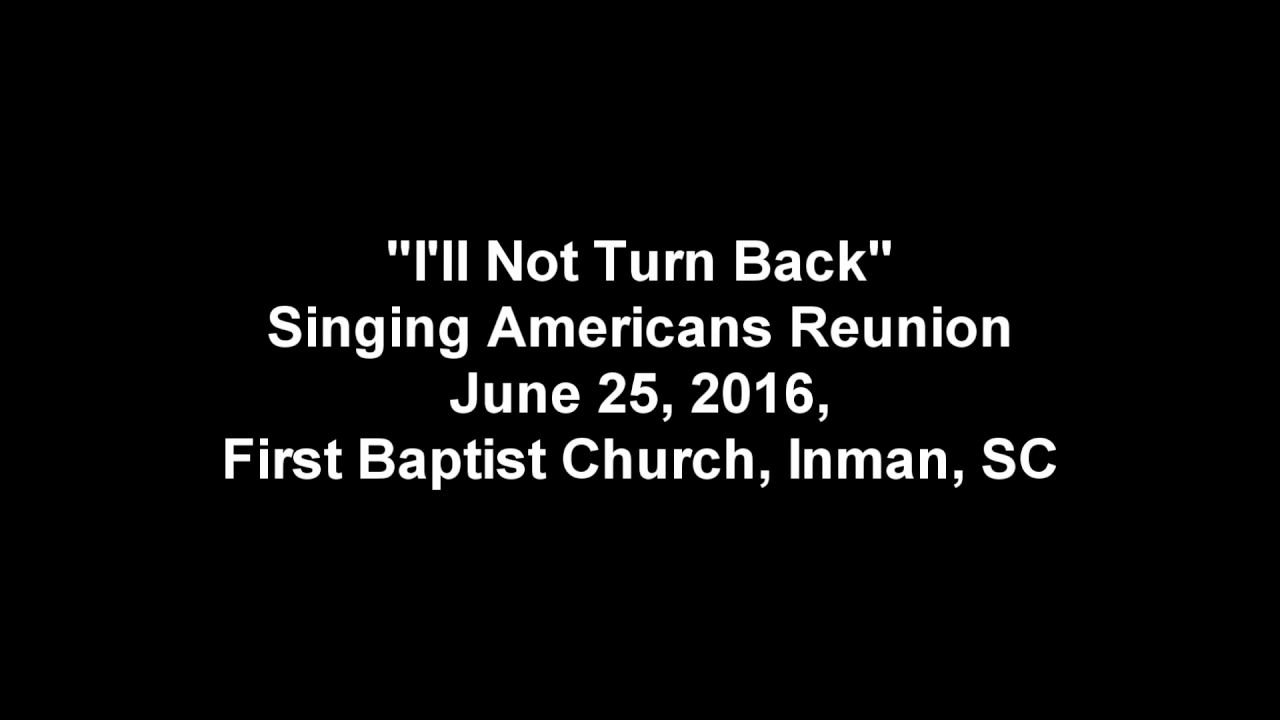 "I'll Not Turn Back"
Singing Americans Reunion
June 25, 2016,
First Baptist Church, Inman, SC